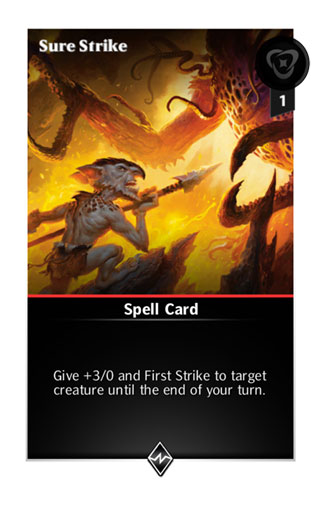 Sure Strike
1
Spell Card
Give +3/0 and First Strike to target
creature until the end of your turn.